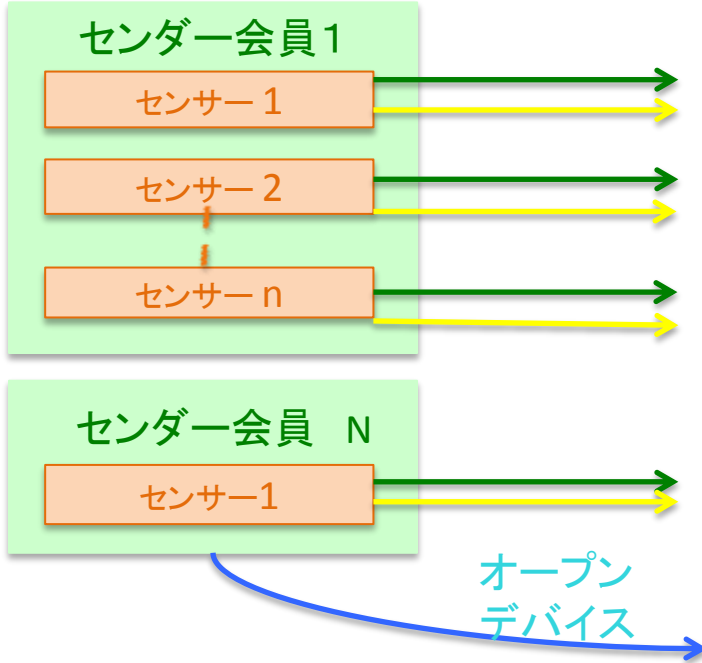 センダー会員１
センサー 1
センサー 2
センサー n
センダー会員　N
センサー1
オープン
デバイス